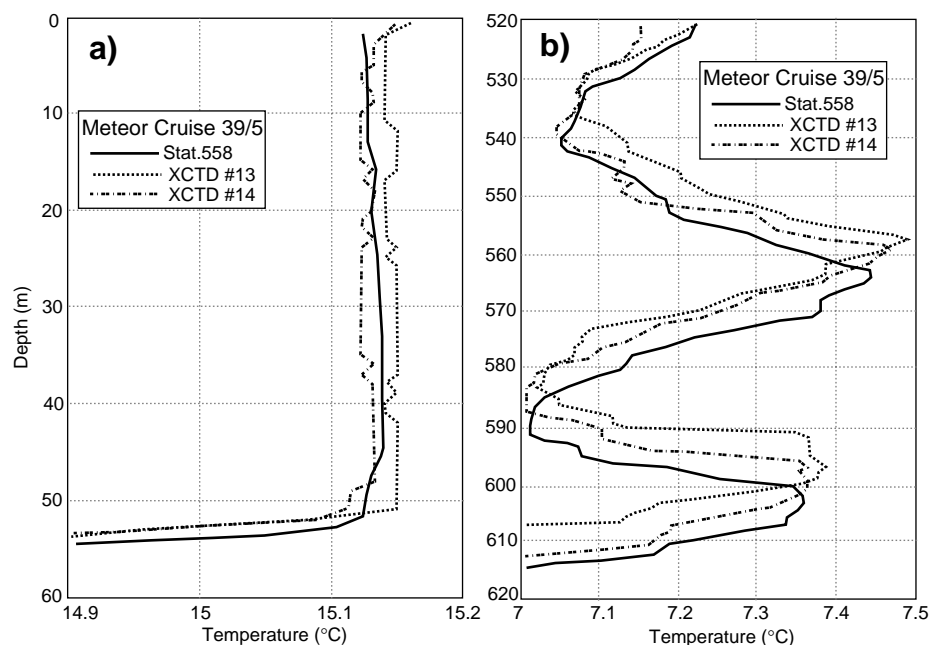 a)
Meteor Cruise 39/5
Stat.558
XCTD #13
XCTD #14
0
10
20
30
40
50
60
Depth (m)
14.9
15
15.1
15.2
Temperature (°C)
b)
Meteor Cruise 39/5
Stat.558
XCTD #13
XCTD #14
520
530
540
550
560
570
580
590
600
610
620
7
7.1
7.2
7.3
7.4
7.5
Temperature (°C)